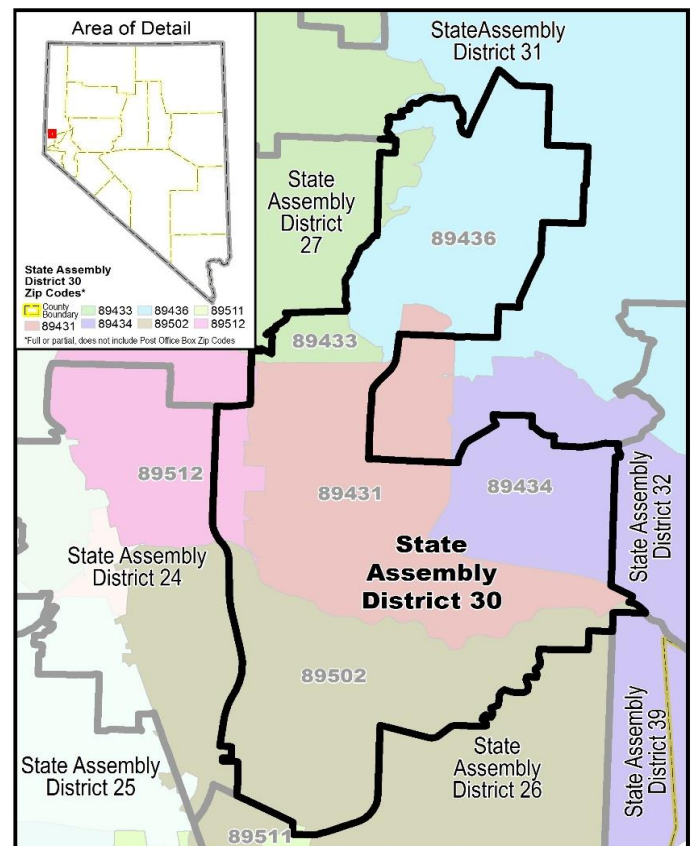 Area of Detail
State Assembly
District 30
Zip Codes*
County
Boundary
89433
89436
89511
89431
89434
89502
89512
*Full or partial, does not include Post Office Box Zip Codes
StateAssembly
District 31
State
Assembly
District
27
89436
89433
89512
89431
89434
State Assembly
District 32
State Assembly
District 24
State
Assembly
District 30
89502
State Assembly
District 25
State
Assembly
District 26
State Assembly
District 39
89511